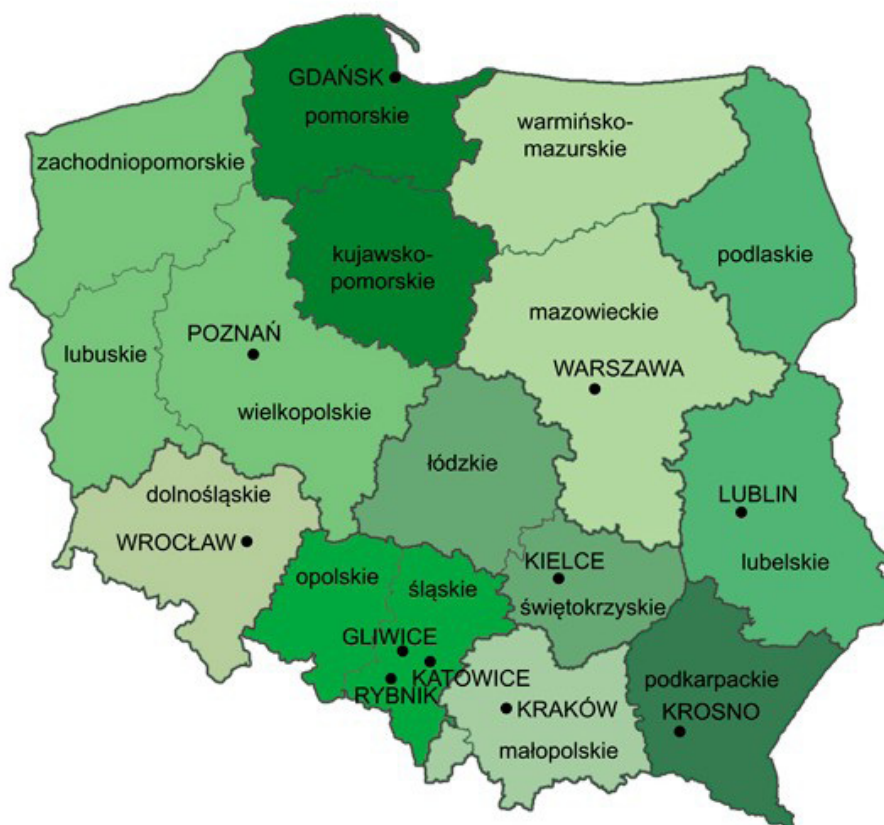 GDAŃSK
pomorskie
warmińsko-
mazurskie
zachodniopomorskie
kujawsko-
pomorskie
podlaskie
mazowieckie
POZNAŃ
lubuskie
WARSZAWA
wielkopolskie
łódzkie
dolnośląskie
LUBLIN
WROCŁAW
KIELCE
lubelskie
opolskie
śląskie
świętokrzyskie
GLIWICE
KATOWICE
RYBNIK
podkarpackie
KRAKÓW
KROSNO
małopolskie